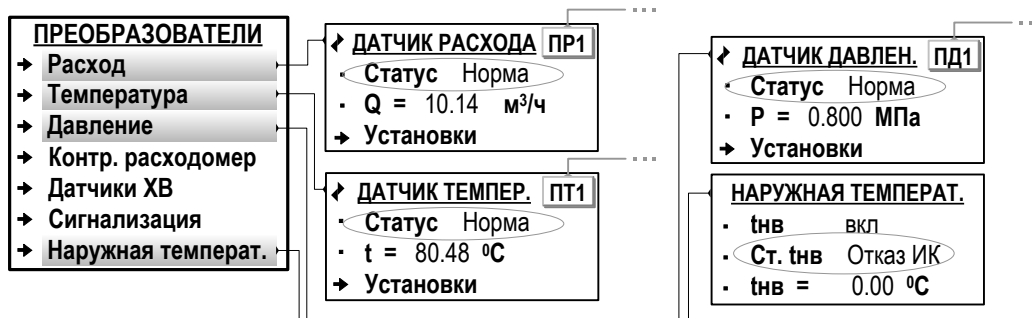 ПРЕОБРАЗОВАТЕЛИ
Расход
Температура
Давление
Контр. расходомер
Датчики ХВ
Сигнализация
Наружная температ.
ДАТЧИК РАСХОДА ПР1
Статус Норма
Q = 10.14 м³/ч
Установки
ДАТЧИК ТЕМПЕР. ПТ1
Статус Норма
t = 80.48 ⁰С
Установки
ДАТЧИК ДАВЛЕН. ПД1
Статус Норма
Р = 0.800 МПа
Установки
НАРУЖНАЯ ТЕМПЕРАТ.
tнв вкл
Ст. tнв Отказ ИК
tнв = 0.00 ⁰С